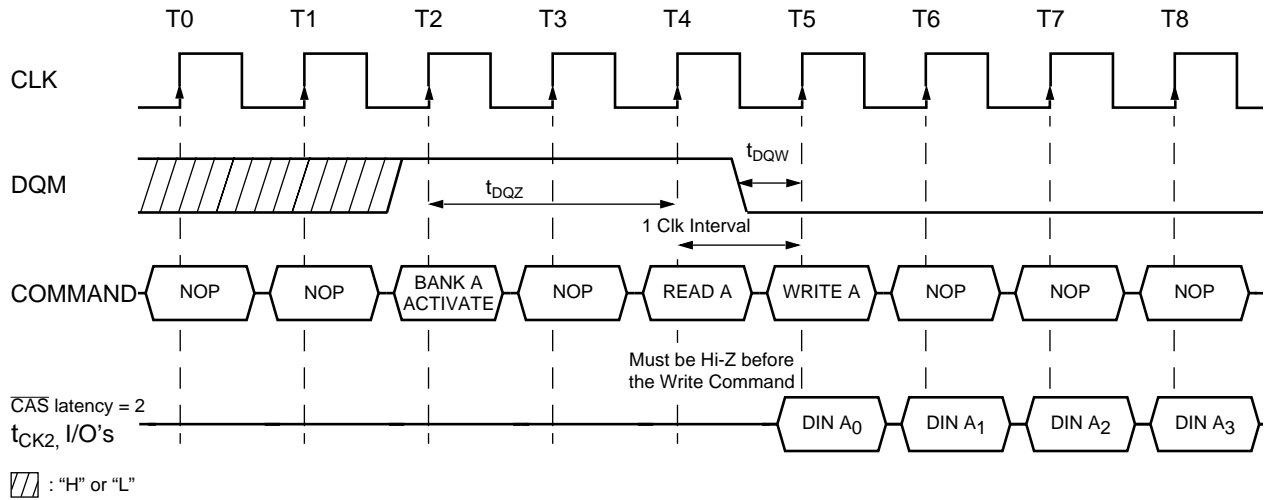 T0 T1 T2 T3 T4 T5 T6 T7 T8
CLK
tDQW
DQM
tDQZ
1 Clk Interval
COMMAND NOP NOP BANK A ACTIVATE NOP READ A WRITE A NOP NOP NOP
Must be Hi-Z before
the Write Command
CAS latency = 2
tCK2, I/O's DIN A0 DIN A1 DIN A2 DIN A3
: “H” or “L”